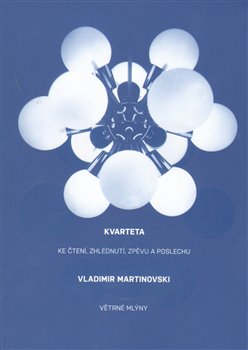 KVARTETA
KE ČTENÍ, ZHLÉDNUTÍ, ZPĚVU A POSLECHU
VLADIMIR MARTINOVSKI
VĚTRNÉ MLÝNY